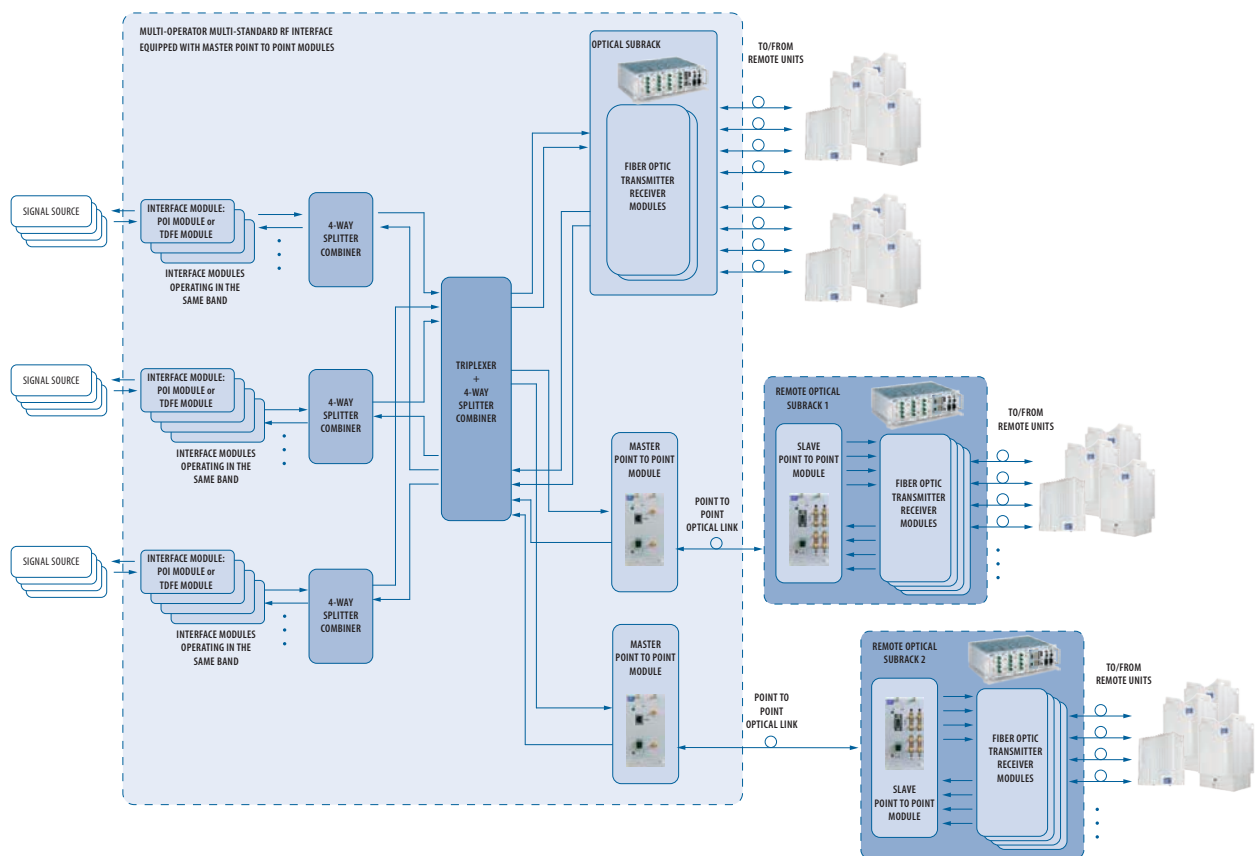 MULTI-OPERATOR MULTI-STANDARD RF INTERFACE
EQUIPPED WITH MASTER POINT TO POINT MODULES
OPTICAL SUBRACK
TO/FROM
REMOTE UNITS
FIBER OPTIC
TRANSMITTER
RECEIVER
MODULES
SIGNAL SOURCE
INTERFACE MODULE:
POI MODULE or
TDFE MODULE
INTERFACE MODULES
OPERATING IN THE
SAME BAND
4-WAY
SPLITTER
COMBINER
TRIPLEXER
+
4-WAY
SPLITTER
COMBINER
SIGNAL SOURCE
INTERFACE MODULE:
POI MODULE or
TDFE MODULE
INTERFACE MODULES
OPERATING IN THE
SAME BAND
4-WAY
SPLITTER
COMBINER
MASTER
POINT TO POINT
MODULE
POINT TO
POINT
OPTICAL LINK
REMOTE OPTICAL
SUBRACK 1
SLAVE
POINT TO POINT
MODULE
FIBER OPTIC
TRANSMITTER
RECEIVER
MODULES
TO/FROM
REMOTE UNITS
SIGNAL SOURCE
INTERFACE MODULE:
POI MODULE or
TDFE MODULE
INTERFACE MODULES
OPERATING IN THE
SAME BAND
4-WAY
SPLITTER
COMBINER
MASTER
POINT TO POINT
MODULE
POINT TO
POINT
OPTICAL LINK
REMOTE OPTICAL
SUBRACK 2
SLAVE
POINT TO POINT
MODULE
FIBER OPTIC
TRANSMITTER
RECEIVER
MODULES
TO/FROM
REMOTE UNITS